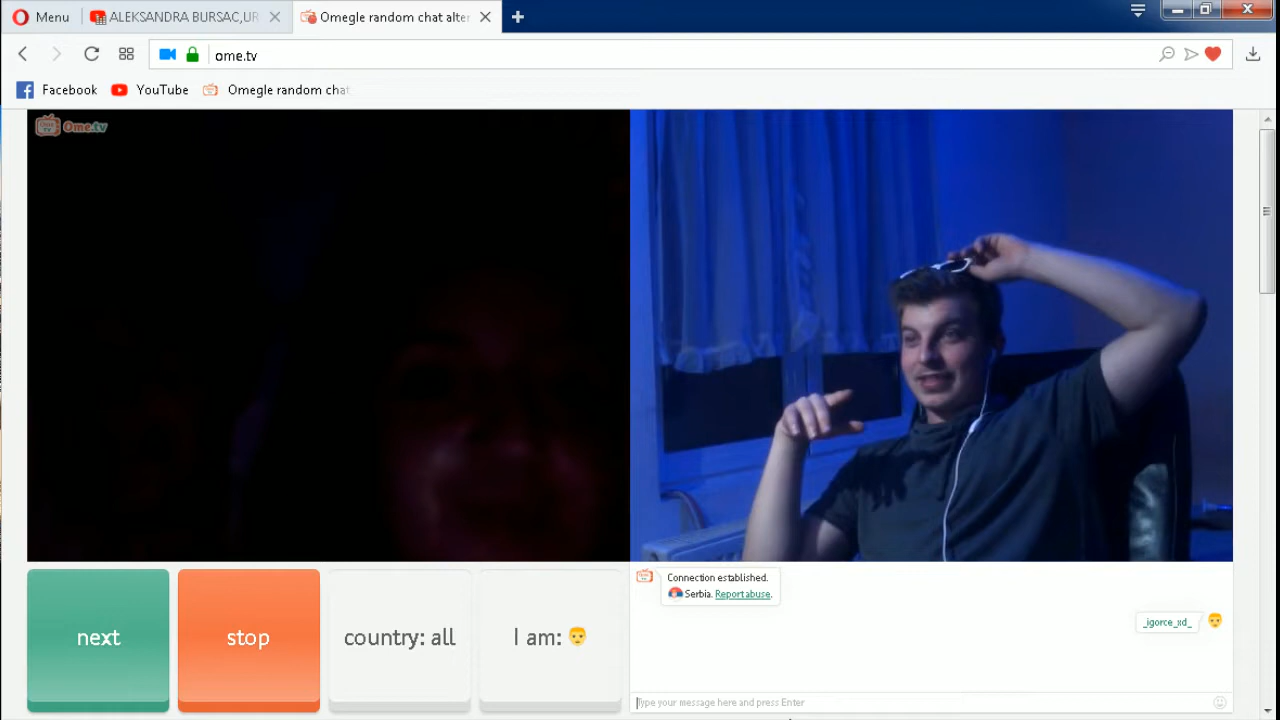 Menu
ALEKSANDRA BURSAC,UR
Omegle random chat alter
ome.tv
Facebook
YouTube
Omegle random chat
Ome.tv
Connection established.
Serbia. Report abuse.
_igorce_xd_
next
stop
country: all
I am:
Type your message here and press Enter